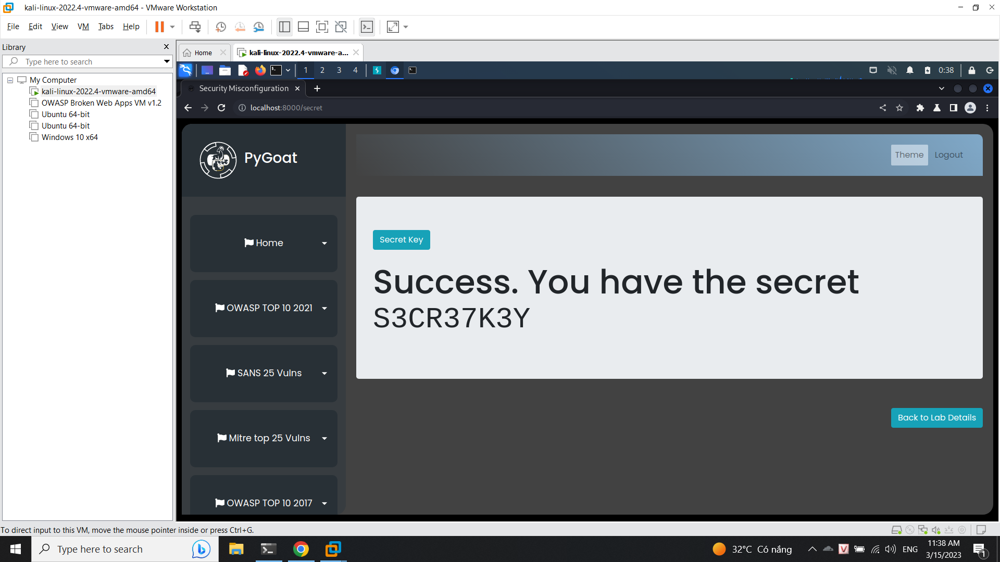 kali-linux-2022.4-vmware-amd64 - VMware Workstation
File Edit View VM Tabs Help
Library
Type here to search
My Computer
kali-linux-2022.4-vmware-amd64
OWASP Broken Web Apps VM v1.2
Ubuntu 64-bit
Ubuntu 64-bit
Windows 10 x64
Home
kali-linux-2022.4-vmware-a...
1 2 3 4
0:38
Security Misconfiguration
localhost:8000/secret
PyGoat
Theme Logout
Home
OWASP TOP 10 2021
SANS 25 Vulns
Mitre top 25 Vulns
OWASP TOP 10 2017
Secret Key
Success. You have the secret
S3CR37K3Y
Back to Lab Details
To direct input to this VM, move the mouse pointer inside or press Ctrl+G.
Type here to search
32°C Có nắng
ENG
11:38 AM
3/15/2023
1